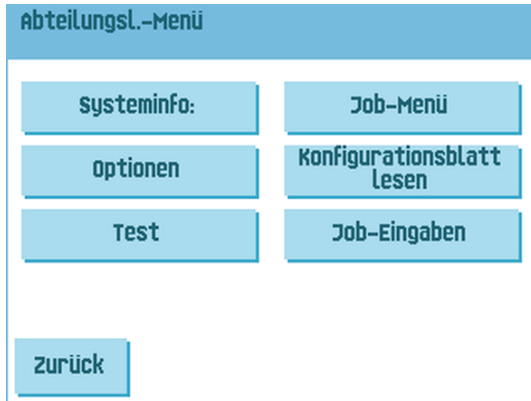 Abteilungsl.-Menü
Systeminfo:
Job-Menü
Optionen
Konfigurationsblatt
lesen
Test
Job-Eingaben
Zurück